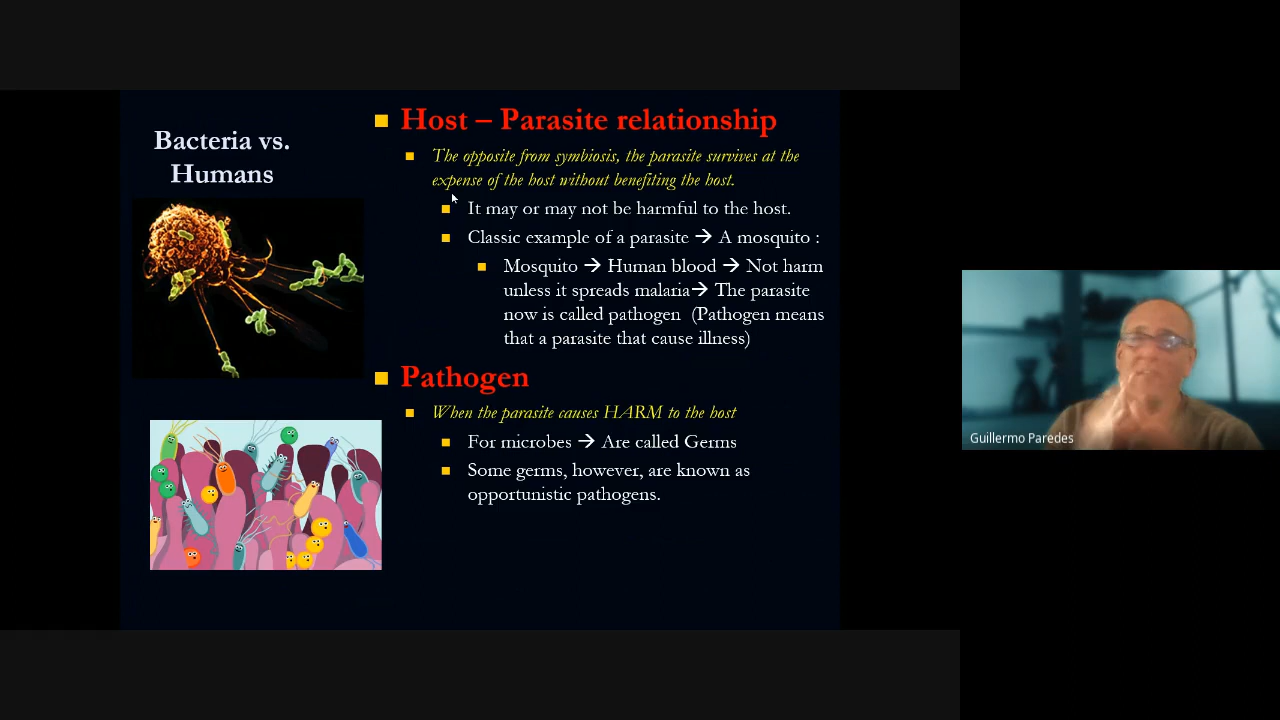 Bacteria vs.
Humans
Host – Parasite relationship
The opposite from symbiosis, the parasite survives at the
expense of the host without benefiting the host.
It may or may not be harmful to the host.
Classic example of a parasite → A mosquito :
Mosquito → Human blood → Not harm
unless it spreads malaria→ The parasite
now is called pathogen (Pathogen means
that a parasite that cause illness)
Pathogen
When the parasite causes HARM to the host
For microbes → Are called Germs
Some germs, however, are known as
opportunistic pathogens.
Guillermo Paredes